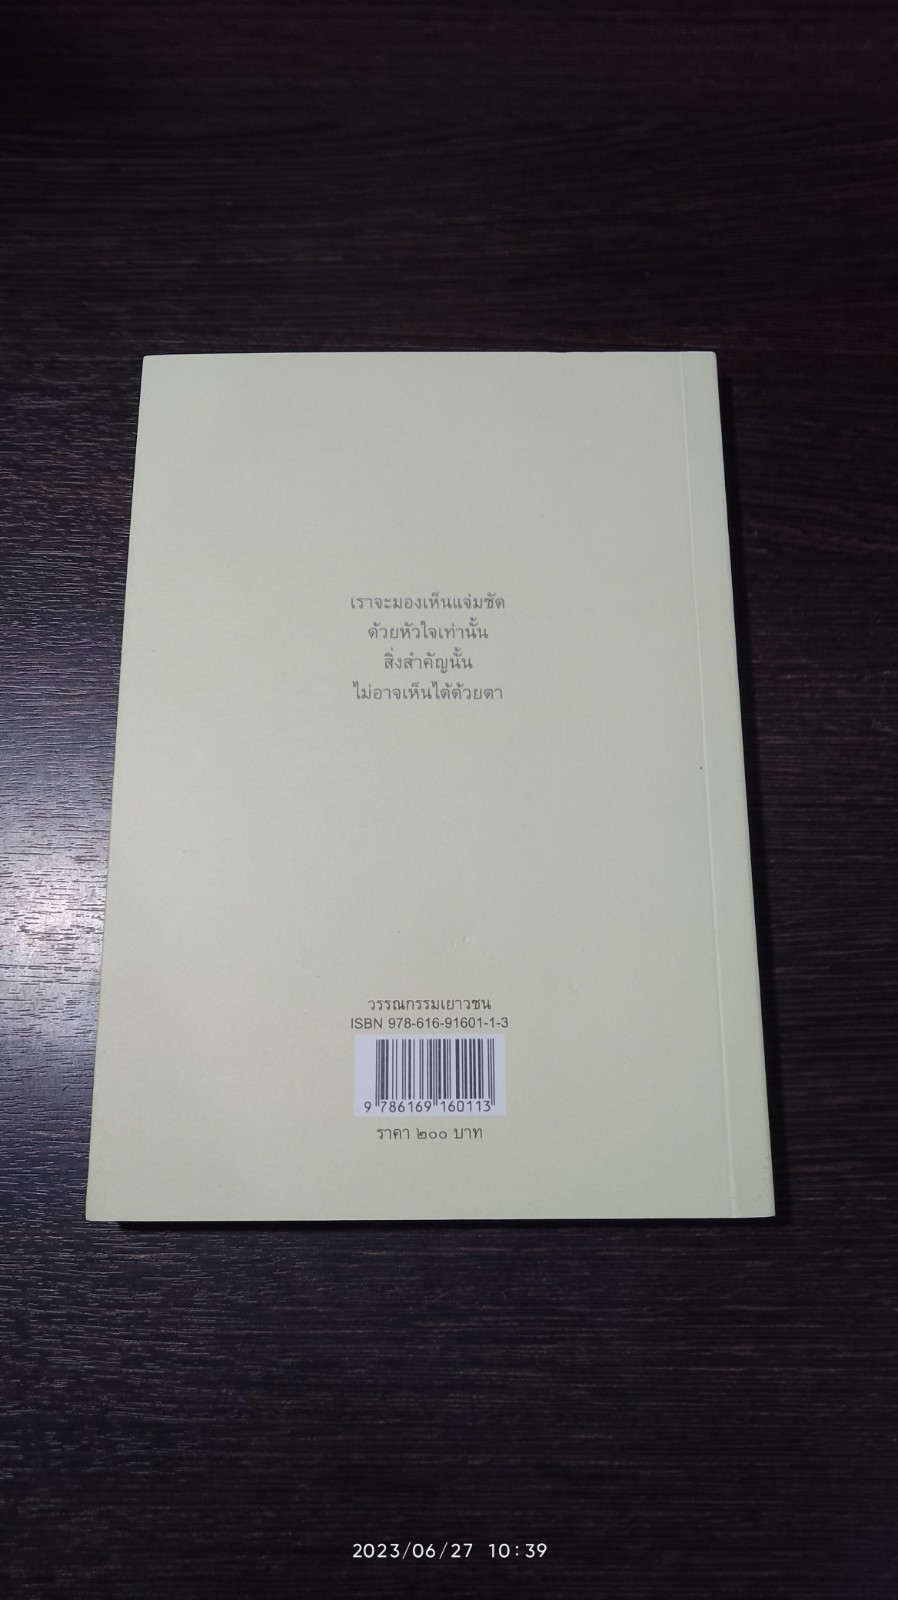 เราจะมองเห็นแจ่มชัด
ด้วยหัวใจเท่านั้น
สิ่งสำคัญนั้น
ไม่อาจเห็นได้ด้วยตา
วรรณกรรมเยาวชน
ISBN 978-616-91601-1-3
9 786169 160113
ราคา ๒๐๐ บาท
2023/06/27 10:39